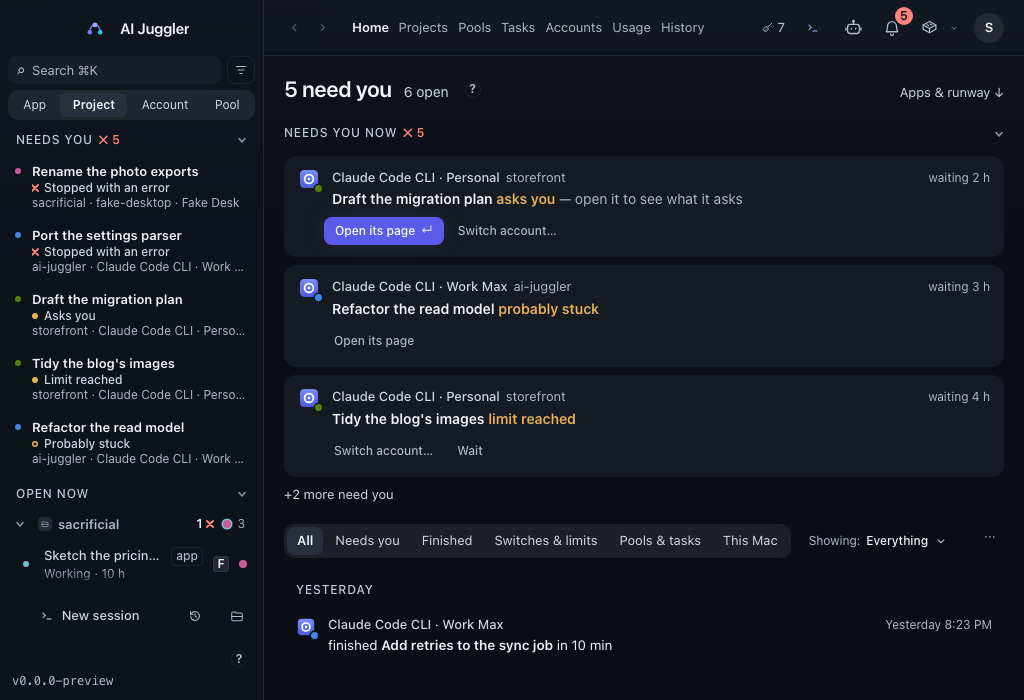 AI Juggler
Search ⌘K
App Project Account Pool
NEEDS YOU ✕ 5
Rename the photo exports
✕ Stopped with an error
sacrificial · fake-desktop · Fake Desk
Port the settings parser
✕ Stopped with an error
ai-juggler · Claude Code CLI · Work ...
Draft the migration plan
Asks you
storefront · Claude Code CLI · Perso...
Tidy the blog's images
Limit reached
storefront · Claude Code CLI · Perso...
Refactor the read model
Probably stuck
ai-juggler · Claude Code CLI · Work ...
OPEN NOW
sacrificial 1 ✕ 3
Sketch the pricin... app F
Working · 10 h
New session
?
v0.0.0-preview
Home Projects Pools Tasks Accounts Usage History 7 5 S
5 need you 6 open ? Apps & runway ↓
NEEDS YOU NOW ✕ 5
Claude Code CLI · Personal storefront waiting 2 h
Draft the migration plan asks you — open it to see what it asks
Open its page ↵ Switch account...
Claude Code CLI · Work Max ai-juggler waiting 3 h
Refactor the read model probably stuck
Open its page
Claude Code CLI · Personal storefront waiting 4 h
Tidy the blog's images limit reached
Switch account... Wait
+2 more need you
All Needs you Finished Switches & limits Pools & tasks This Mac Showing: Everything ...
YESTERDAY
Claude Code CLI · Work Max Yesterday 8:23 PM
finished Add retries to the sync job in 10 min